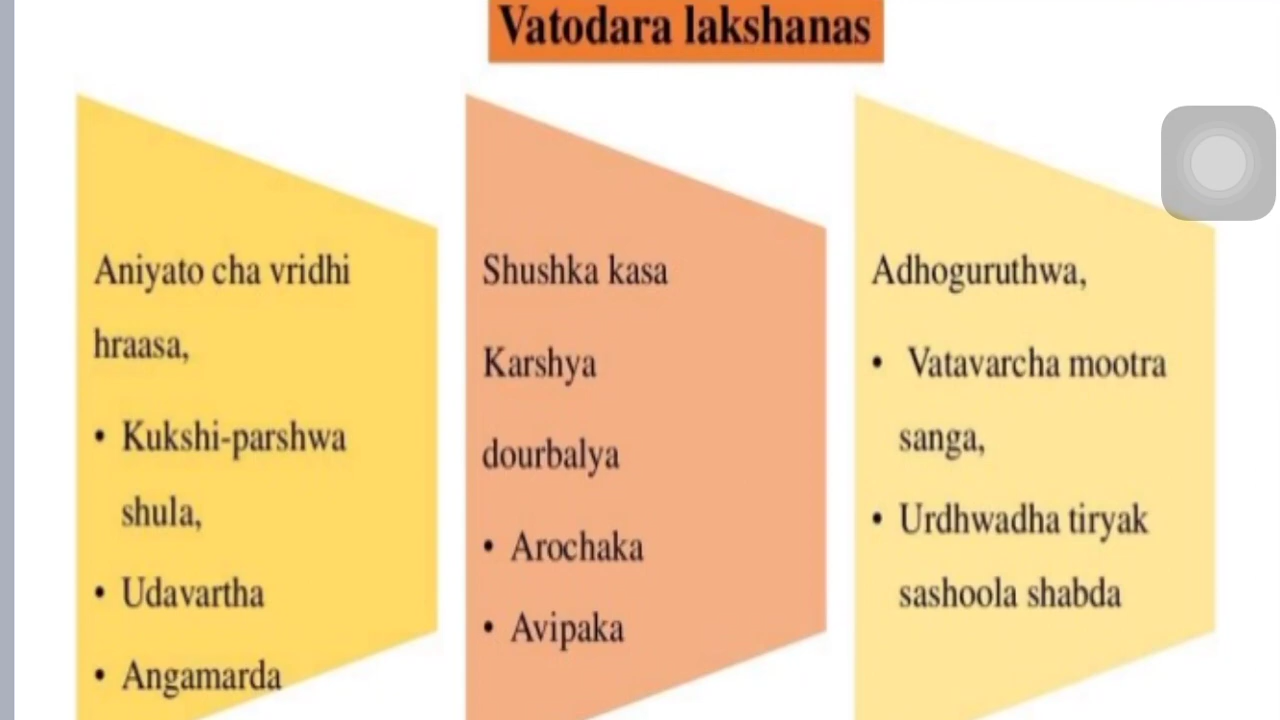 Vatodara lakshanas
Aniyato cha vridhi
hraasa,
• Kukshi-parshwa
shula,
• Udavartha
• Angamarda
Shushka kasa
Karshya
dourbalya
• Arochaka
• Avipaka
Adhoguruthwa,
• Vatavarcha mootra
sanga,
• Urdhwadha tiryak
sashoola shabda